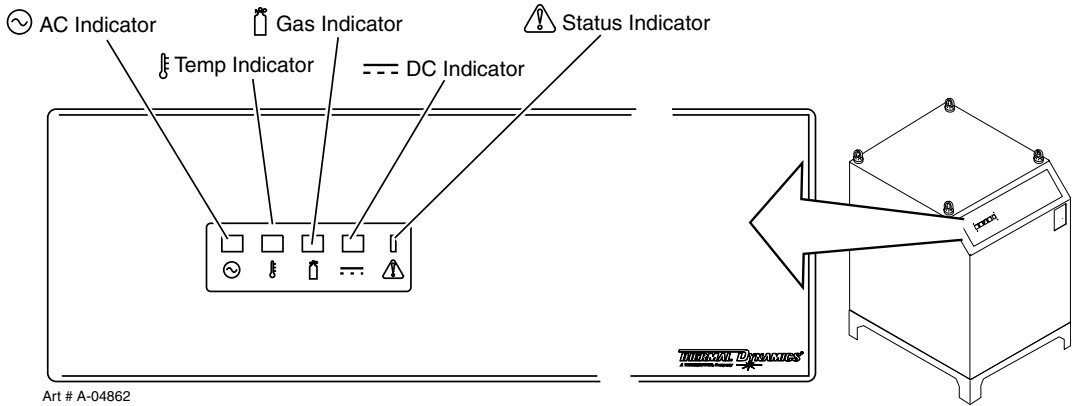 AC Indicator
Gas Indicator
Status Indicator
Temp Indicator
DC Indicator
THERMAL DYNAMICS®
Art # A-04862